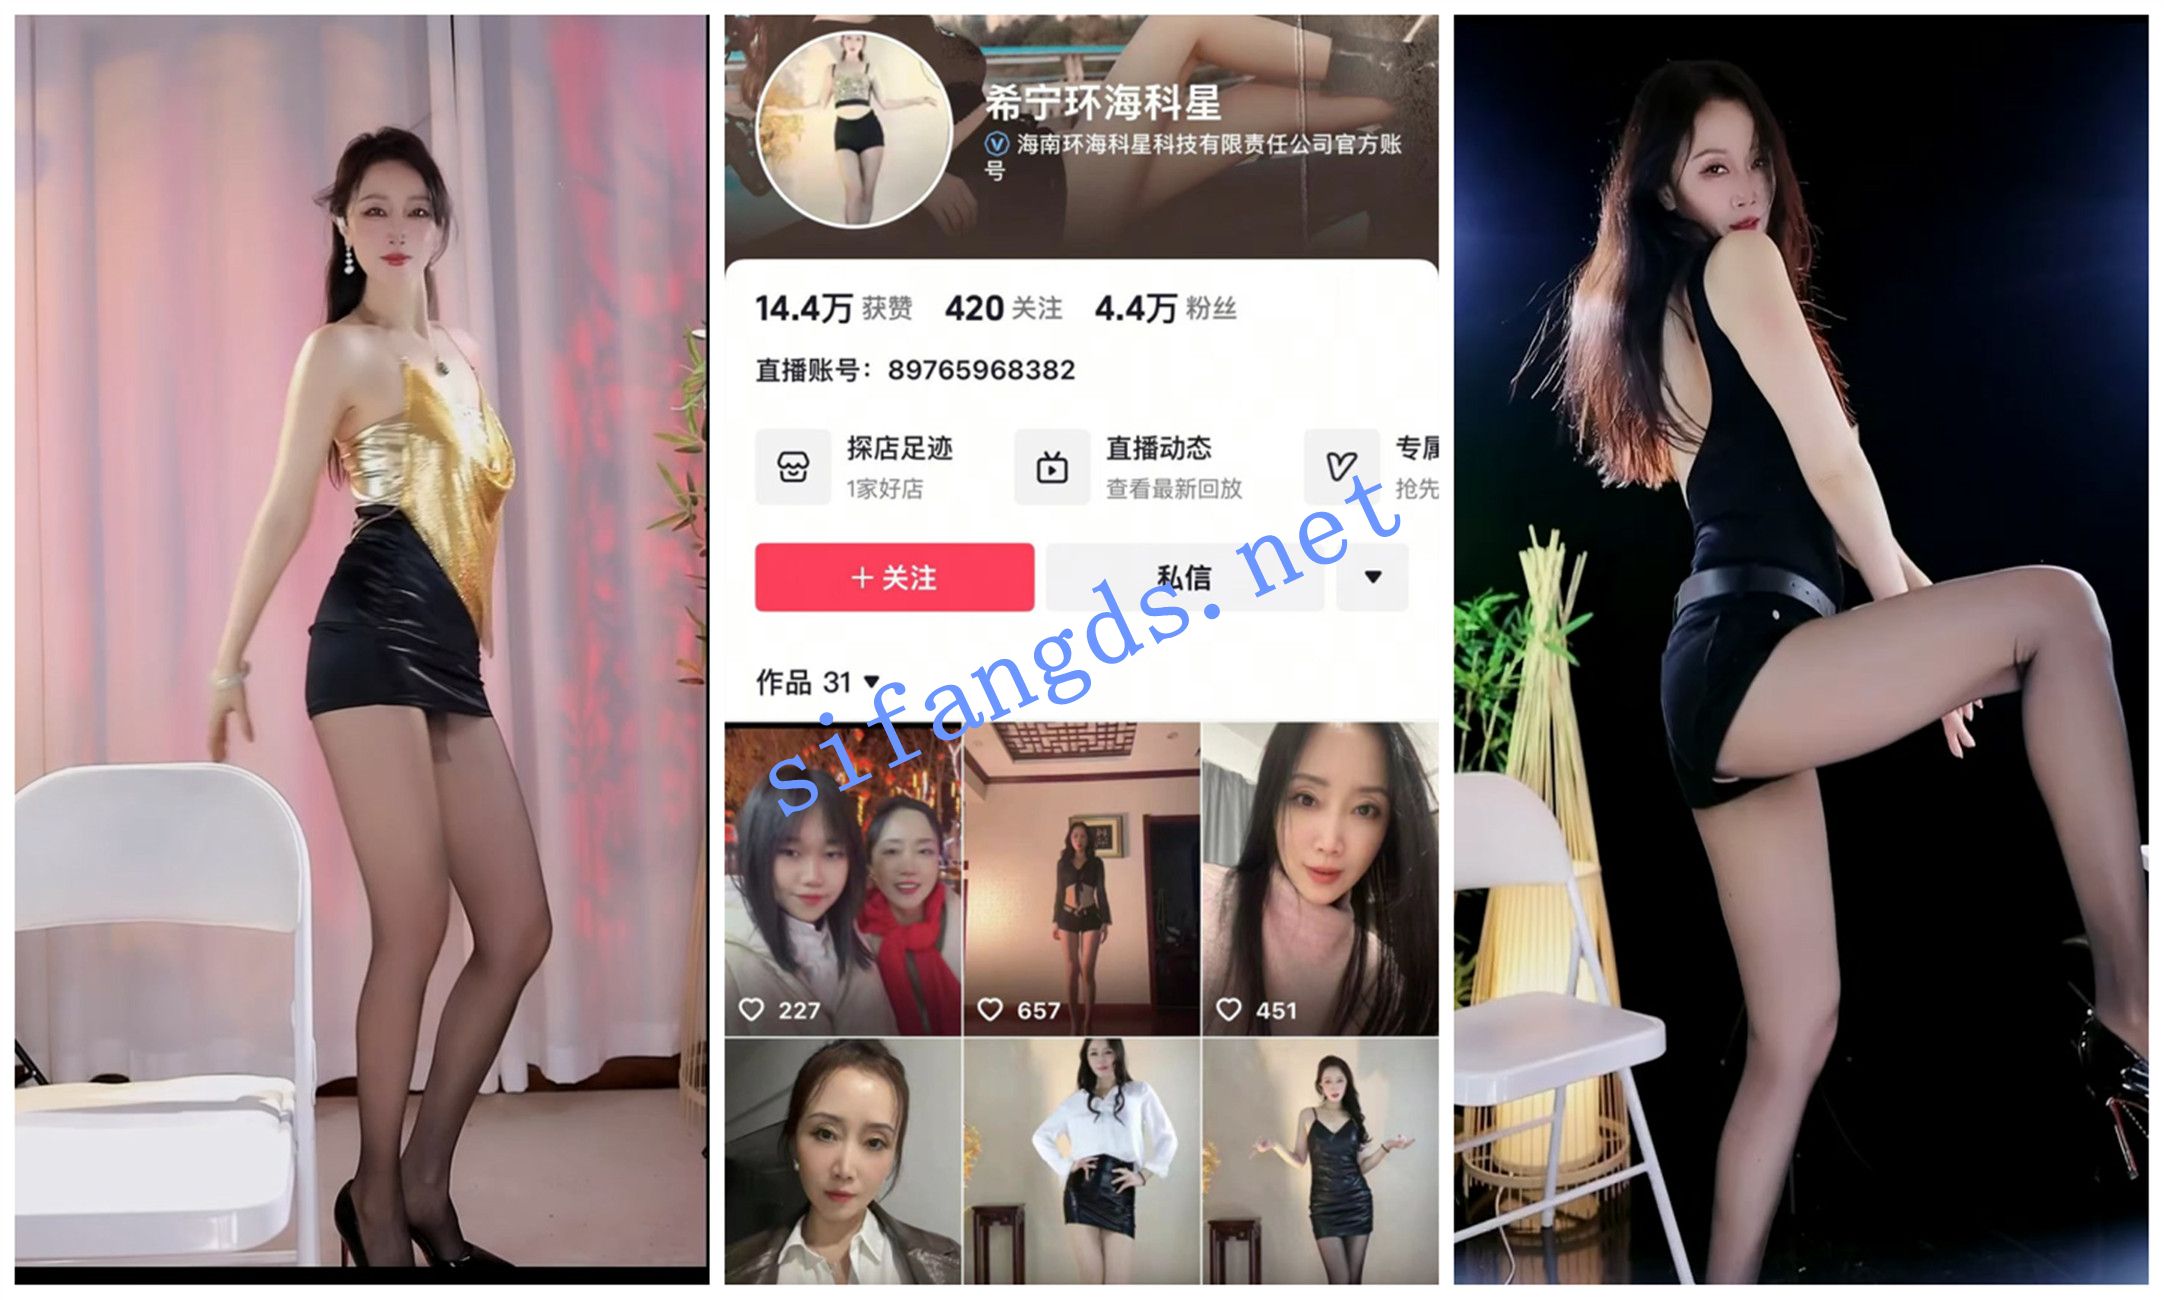 希宁环海科星
海南环海科星科技有限责任公司官方账
号
14.4万 获赞 420 关注 4.4万 粉丝
直播账号：89765968382
探店足迹 直播动态 专属
1家好店 查看最新回放 抢先
+ 关注 私信
sifangds.net
作品 31
227 657 451